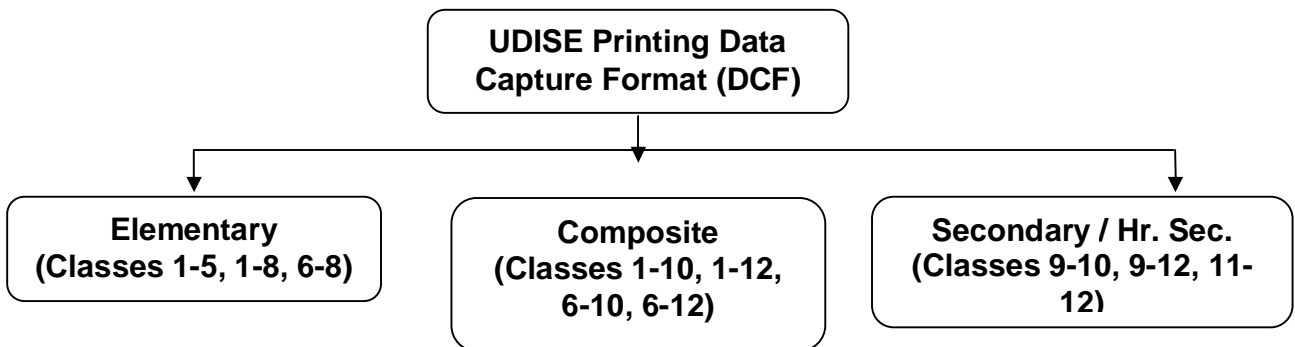 UDISE Printing Data
Capture Format (DCF)
Elementary
(Classes 1-5, 1-8, 6-8)
Composite
(Classes 1-10, 1-12,
6-10, 6-12)
Secondary / Hr. Sec.
(Classes 9-10, 9-12, 11-
12)